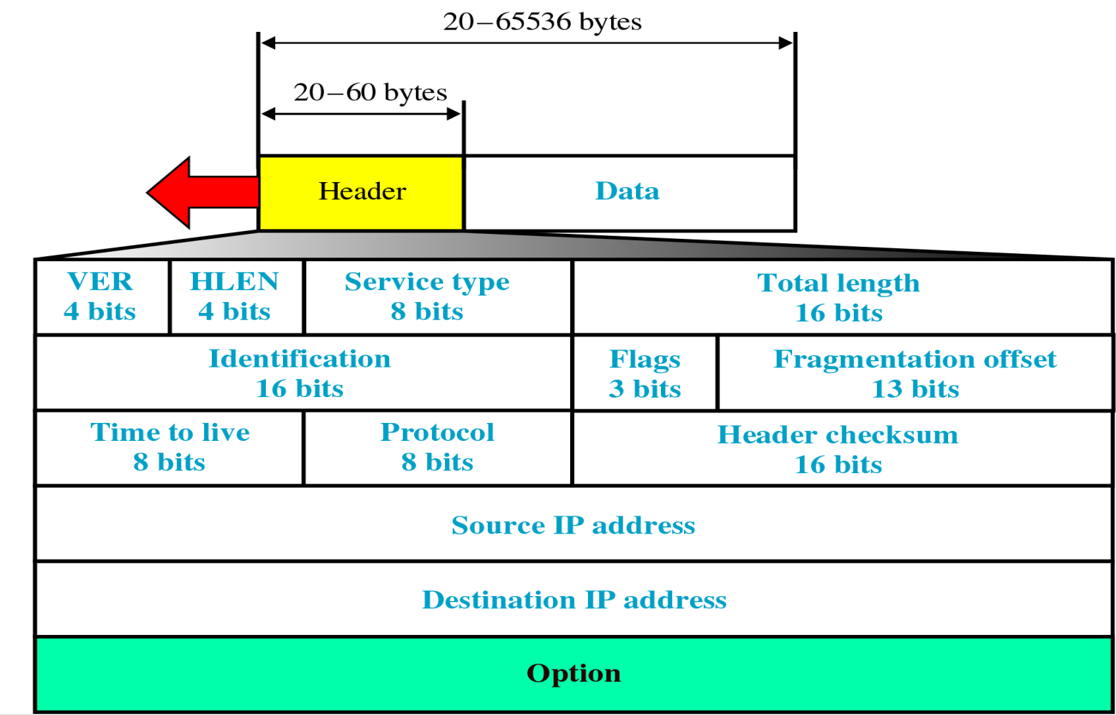 20–65536 bytes
20–60 bytes
Header
Data
VER
4 bits
HLEN
4 bits
Service type
8 bits
Total length
16 bits
Identification
16 bits
Flags
3 bits
Fragmentation offset
13 bits
Time to live
8 bits
Protocol
8 bits
Header checksum
16 bits
Source IP address
Destination IP address
Option